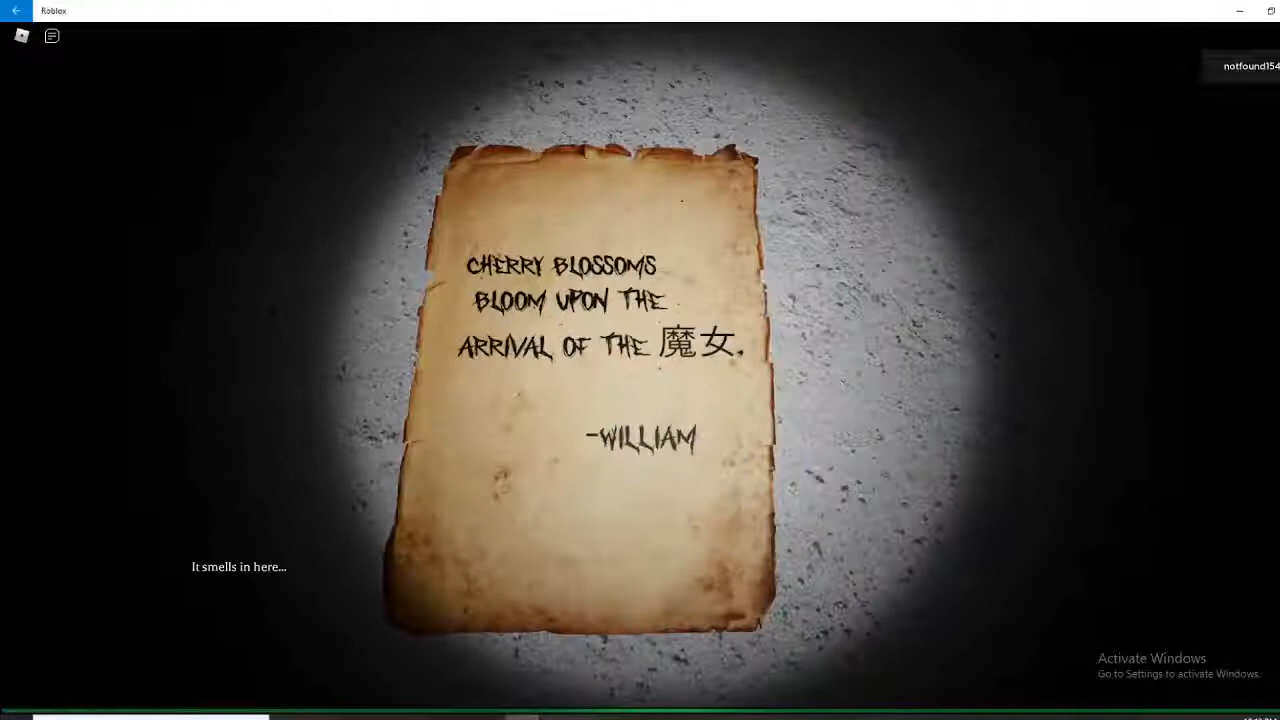 Roblox
notfound154
CHERRY BLOSSOMS
BLOOM UPON THE
ARRIVAL OF THE 魔女.
-WILLIAM
It smells in here...
Activate Windows
Go to Settings to activate Windows.